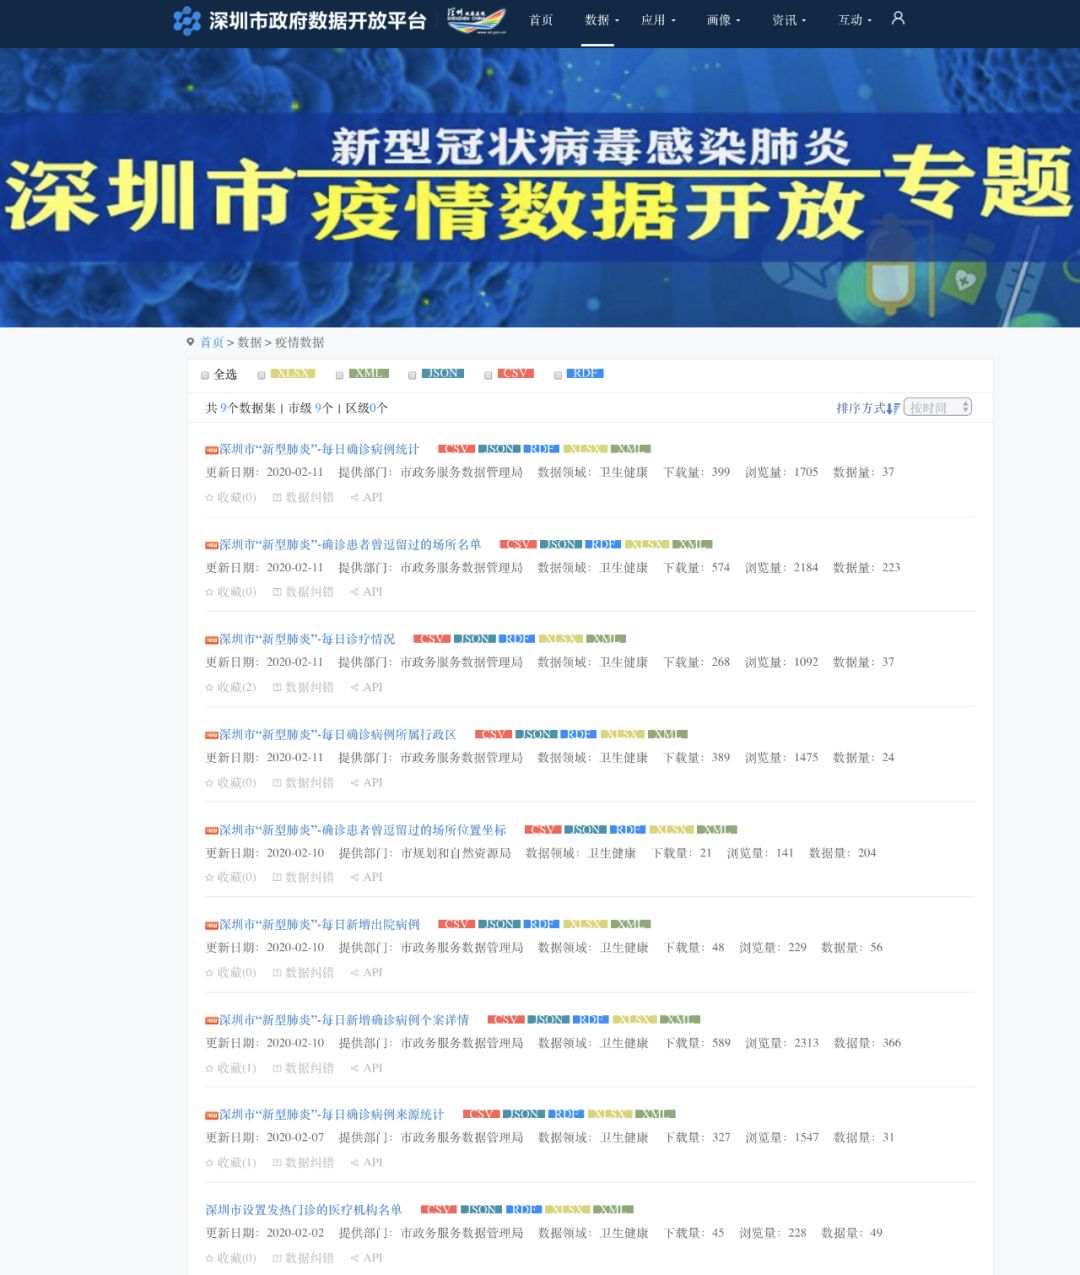 深圳市政府数据开放平台 首页 数据 应用 画像 资讯 互动
新型冠状病毒感染肺炎
深圳市 疫情数据开放 专题
首页 > 数据 > 疫情数据
全选 XLSX XML JSON CSV RDF
共 9个数据集 | 市级 9个 | 区级0个 排序方式 按时间
深圳市“新型肺炎”-每日确诊病例统计 CSV JSON RDF XLSX XML
更新日期：2020-02-11 提供部门：市政务服务数据管理局 数据领域：卫生健康 下载量：399 浏览量：1705 数据量：37
收藏(0) 数据纠错 API
深圳市“新型肺炎”-确诊患者曾逗留过的场所名单 CSV JSON RDF XLSX XML
更新日期：2020-02-11 提供部门：市政务服务数据管理局 数据领域：卫生健康 下载量：574 浏览量：2184 数据量：223
收藏(0) 数据纠错 API
深圳市“新型肺炎”-每日诊疗情况 CSV JSON RDF XLSX XML
更新日期：2020-02-11 提供部门：市政务服务数据管理局 数据领域：卫生健康 下载量：268 浏览量：1092 数据量：37
收藏(2) 数据纠错 API
深圳市“新型肺炎”-每日确诊病例所属行政区 CSV JSON RDF XLSX XML
更新日期：2020-02-11 提供部门：市政务服务数据管理局 数据领域：卫生健康 下载量：389 浏览量：1475 数据量：24
收藏(0) 数据纠错 API
深圳市“新型肺炎”-确诊患者曾逗留过的场所位置坐标 CSV JSON RDF XLSX XML
更新日期：2020-02-10 提供部门：市规划和自然资源局 数据领域：卫生健康 下载量：21 浏览量：141 数据量：204
收藏(0) 数据纠错 API
深圳市“新型肺炎”-每日新增出院病例 CSV JSON RDF XLSX XML
更新日期：2020-02-10 提供部门：市政务服务数据管理局 数据领域：卫生健康 下载量：48 浏览量：229 数据量：56
收藏(0) 数据纠错 API
深圳市“新型肺炎”-每日新增确诊病例个案详情 CSV JSON RDF XLSX XML
更新日期：2020-02-10 提供部门：市政务服务数据管理局 数据领域：卫生健康 下载量：589 浏览量：2313 数据量：366
收藏(1) 数据纠错 API
深圳市“新型肺炎”-每日确诊病例来源统计 CSV JSON RDF XLSX XML
更新日期：2020-02-07 提供部门：市政务服务数据管理局 数据领域：卫生健康 下载量：327 浏览量：1547 数据量：31
收藏(1) 数据纠错 API
深圳市设置发热门诊的医疗机构名单 CSV JSON RDF XLSX XML
更新日期：2020-02-02 提供部门：市政务服务数据管理局 数据领域：卫生健康 下载量：45 浏览量：228 数据量：49
收藏(0) 数据纠错 API